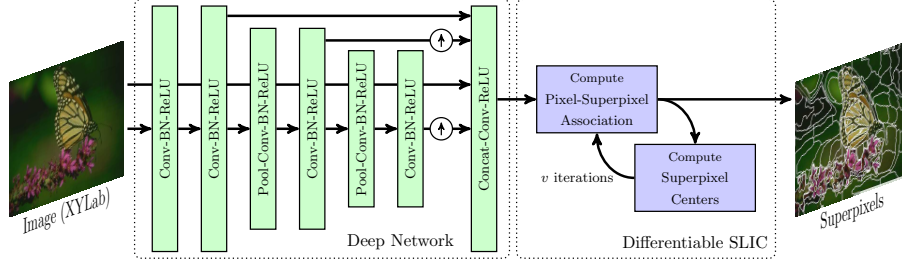 Image (XYLab)
Conv-BN-ReLU
Conv-BN-ReLU
Pool-Conv-BN-ReLU
Conv-BN-ReLU
Pool-Conv-BN-ReLU
Conv-BN-ReLU
Concat-Conv-ReLU
Deep Network
Compute
Pixel-Superpixel
Association
Compute
Superpixel
Centers
v iterations
Differentiable SLIC
Superpixels